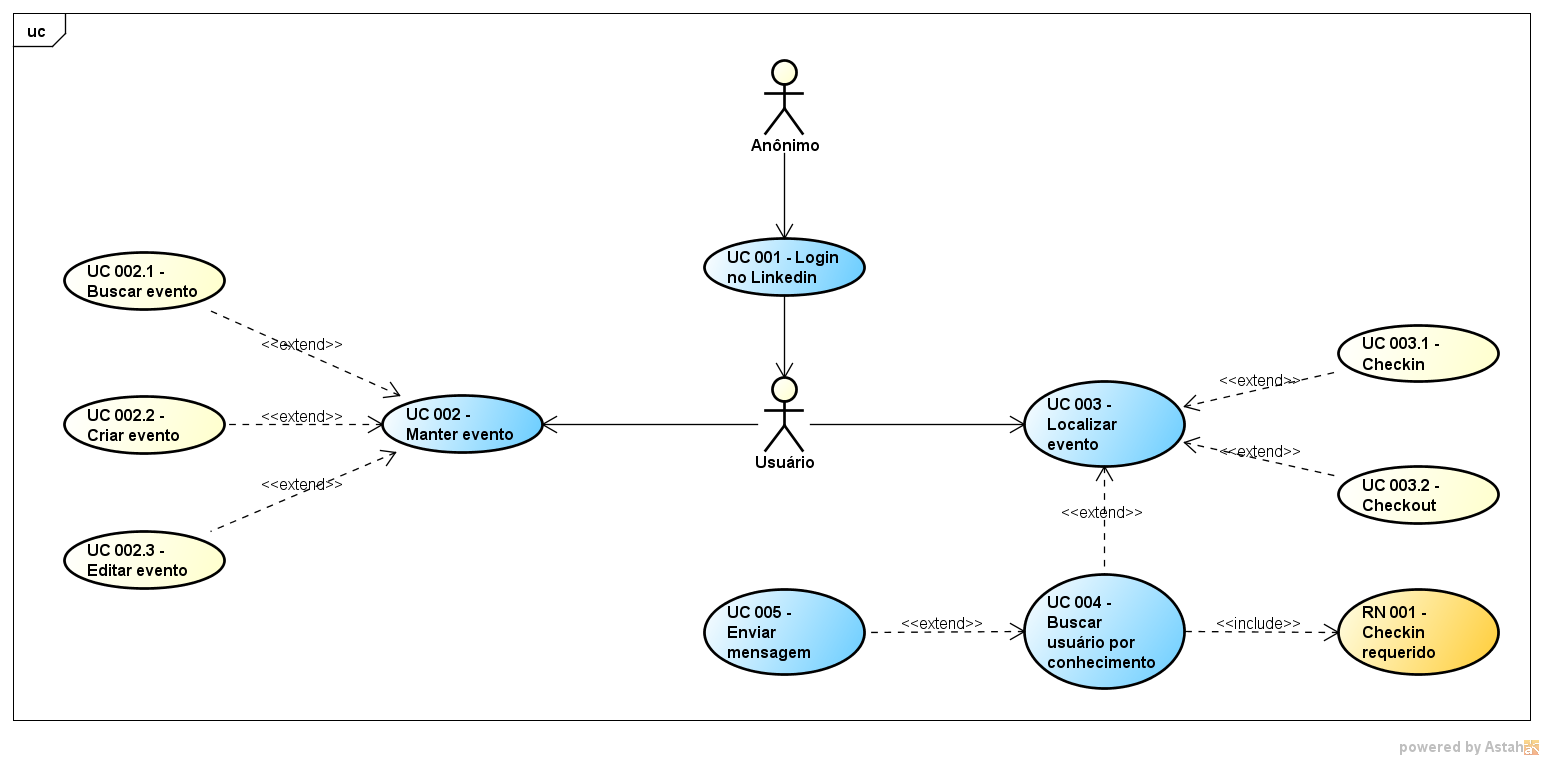 uc
Anônimo
UC 001 - Login
no Linkedin
UC 002.1 -
Buscar evento
<<extend>>
UC 002.2 -
Criar evento
<<extend>>
UC 002 -
Manter evento
UC 002.3 -
Editar evento
<<extend>>
Usuário
UC 003 -
Localizar
evento
UC 003.1 -
Checkin
<<extend>>
UC 003.2 -
Checkout
<<extend>>
<<extend>>
UC 005 -
Enviar
mensagem
<<extend>>
UC 004 -
Buscar
usuário por
conhecimento
<<include>>
RN 001 -
Checkin
requerido
powered by Astah